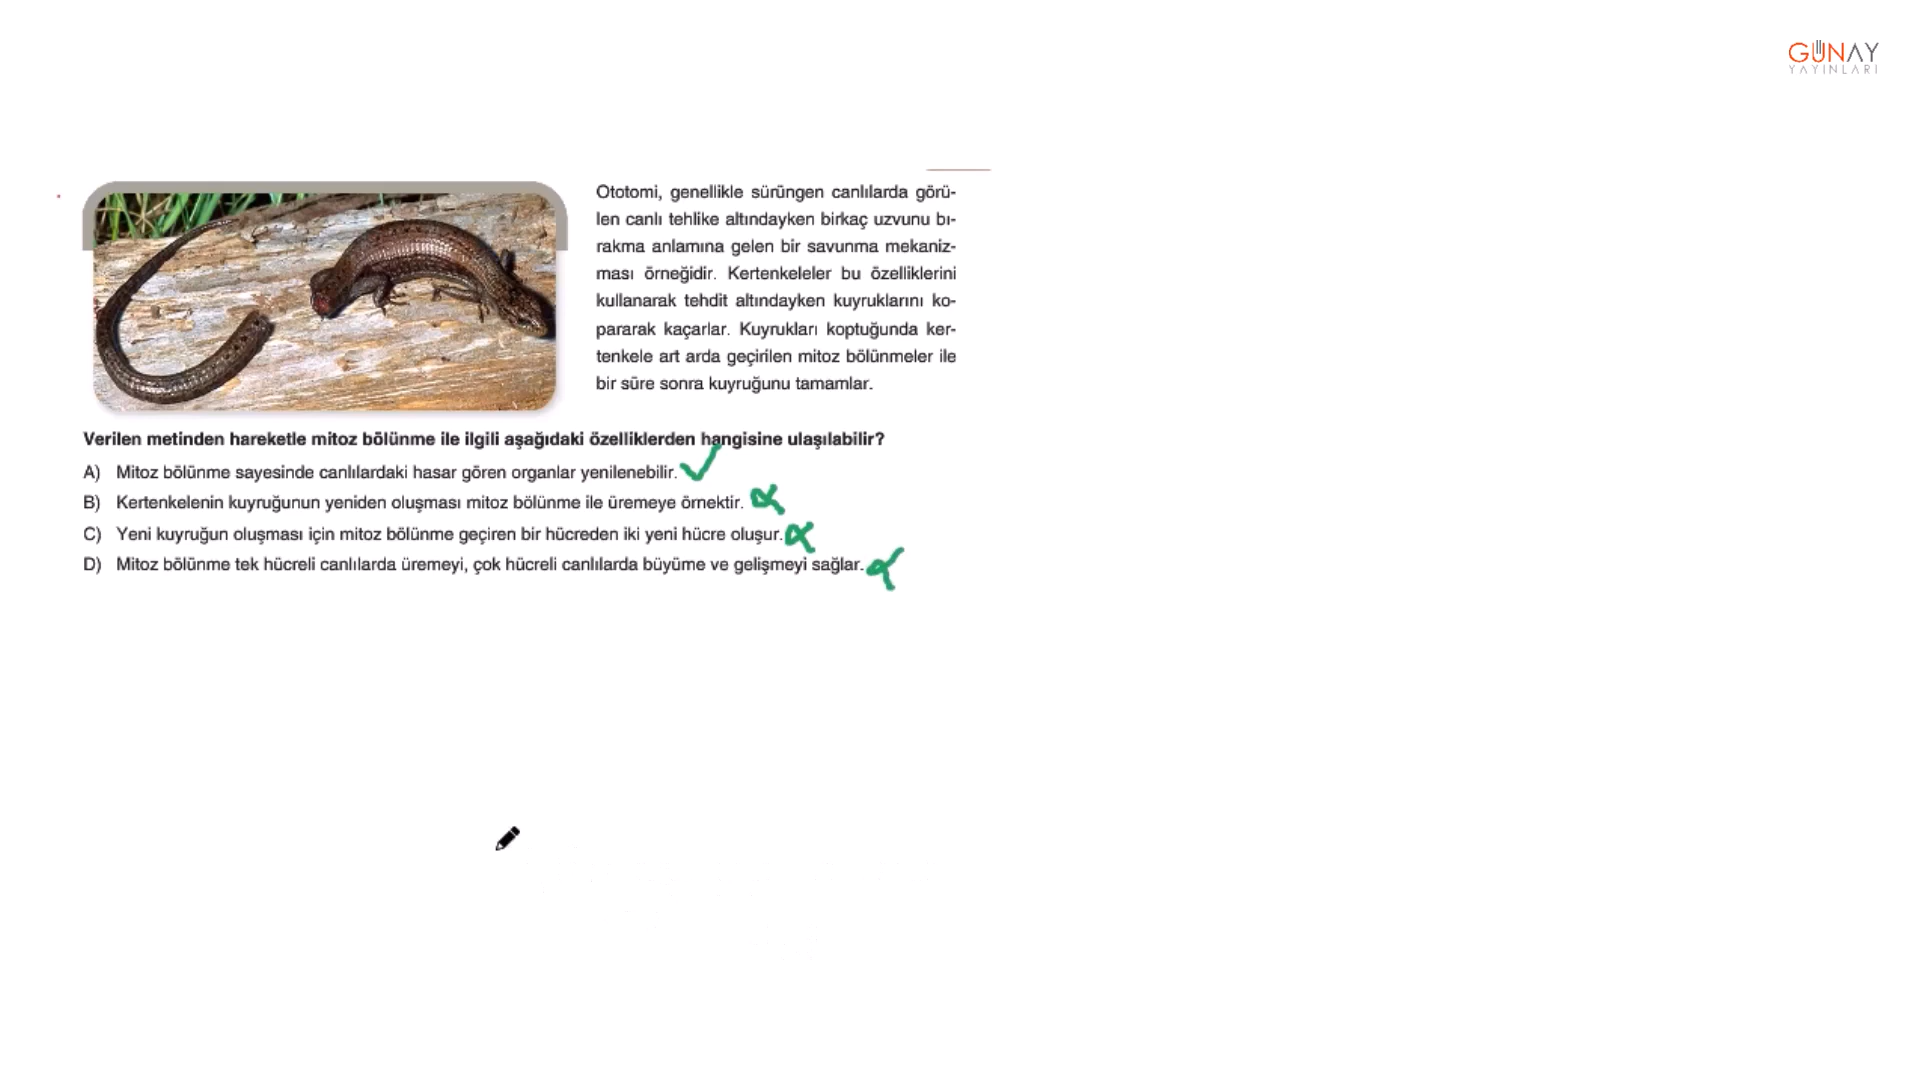 GÜNAY
YAYINLARI
Ototomi, genellikle sürüngen canlılarda görü-
len canlı tehlike altındayken birkaç uzvunu bı-
rakma anlamına gelen bir savunma mekaniz-
ması örneğidir. Kertenkeleler bu özelliklerini
kullanarak tehdit altındayken kuyruklarını ko-
pararak kaçarlar. Kuyrukları koptuğunda ker-
tenkele art arda geçirilen mitoz bölünmeler ile
bir süre sonra kuyruğunu tamamlar.
Verilen metinden hareketle mitoz bölünme ile ilgili aşağıdaki özelliklerden hangisine ulaşılabilir?
A) Mitoz bölünme sayesinde canlılardaki hasar gören organlar yenilenebilir.
B) Kertenkelenin kuyruğunun yeniden oluşması mitoz bölünme ile üremeye örnektir.
C) Yeni kuyruğun oluşması için mitoz bölünme geçiren bir hücreden iki yeni hücre oluşur.
D) Mitoz bölünme tek hücreli canlılarda üremeyi, çok hücreli canlılarda büyüme ve gelişmeyi sağlar.